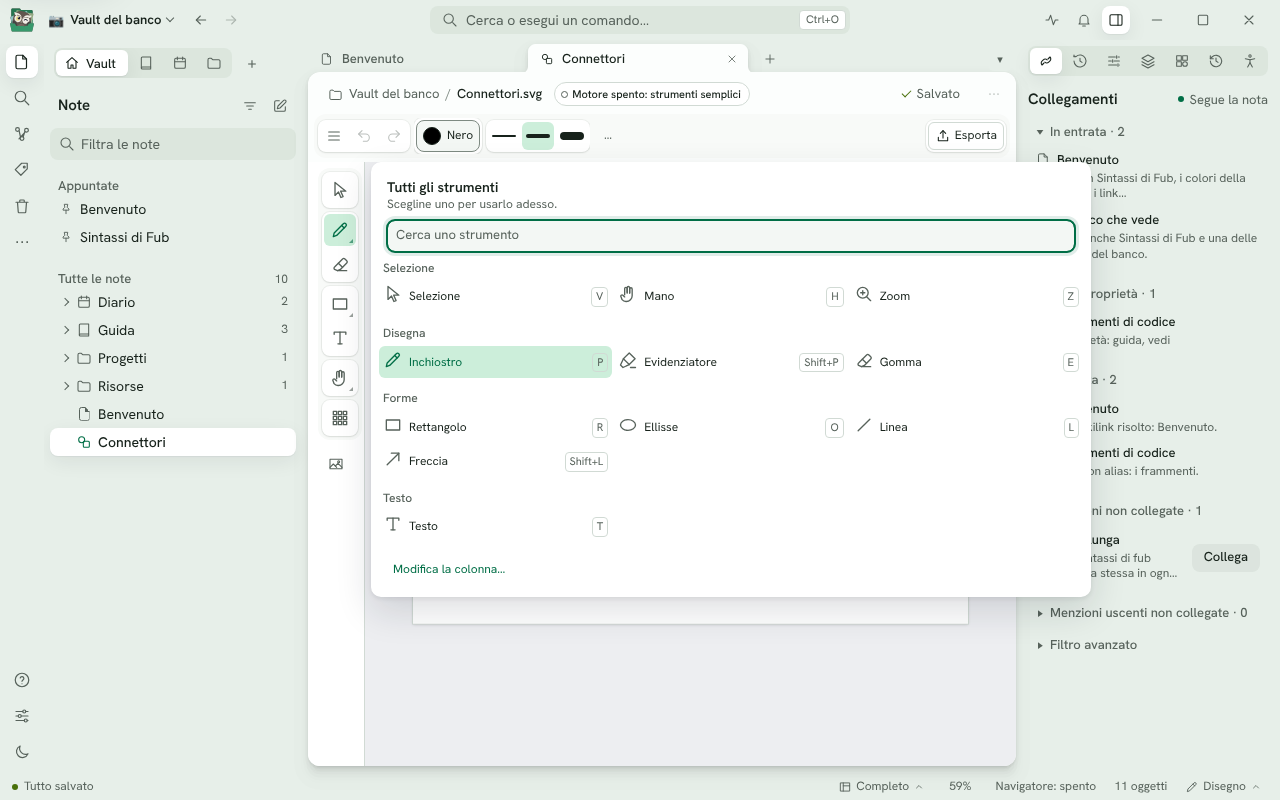 Vault del banco
Cerca o esegui un comando…
Ctrl+O
Vault
Benvenuto
Connettori
Note
Filtra le note
Appuntate
Benvenuto
Sintassi di Fub
Tutte le note 10
Diario 2
Guida 3
Progetti 1
Risorse 1
Benvenuto
Connettori
Vault del banco / Connettori.svg
Motore spento: strumenti semplici
Salvato
Nero
Esporta
Tutti gli strumenti
Scegline uno per usarlo adesso.
Cerca uno strumento
Selezione
Selezione V
Mano H
Zoom Z
Disegna
Inchiostro P
Evidenziatore Shift+P
Gomma E
Forme
Rettangolo R
Ellisse O
Linea L
Freccia Shift+L
Testo
Testo T
Modifica la colonna…
Collegamenti
Segue la nota
In entrata · 2
Benvenuto
Sintassi di Fub, i colori della
i link…
co che vede
nche Sintassi di Fub e una delle
del banco.
roprietà · 1
menti di codice
età: guida, vedi
a · 2
enuto
ilink risolto: Benvenuto.
menti di codice
on alias: i frammenti.
ni non collegate · 1
unga
ntassi di fub
a stessa in ogn…
Collega
Menzioni uscenti non collegate · 0
Filtro avanzato
Tutto salvato
Completo
59%
Navigatore: spento
11 oggetti
Disegno